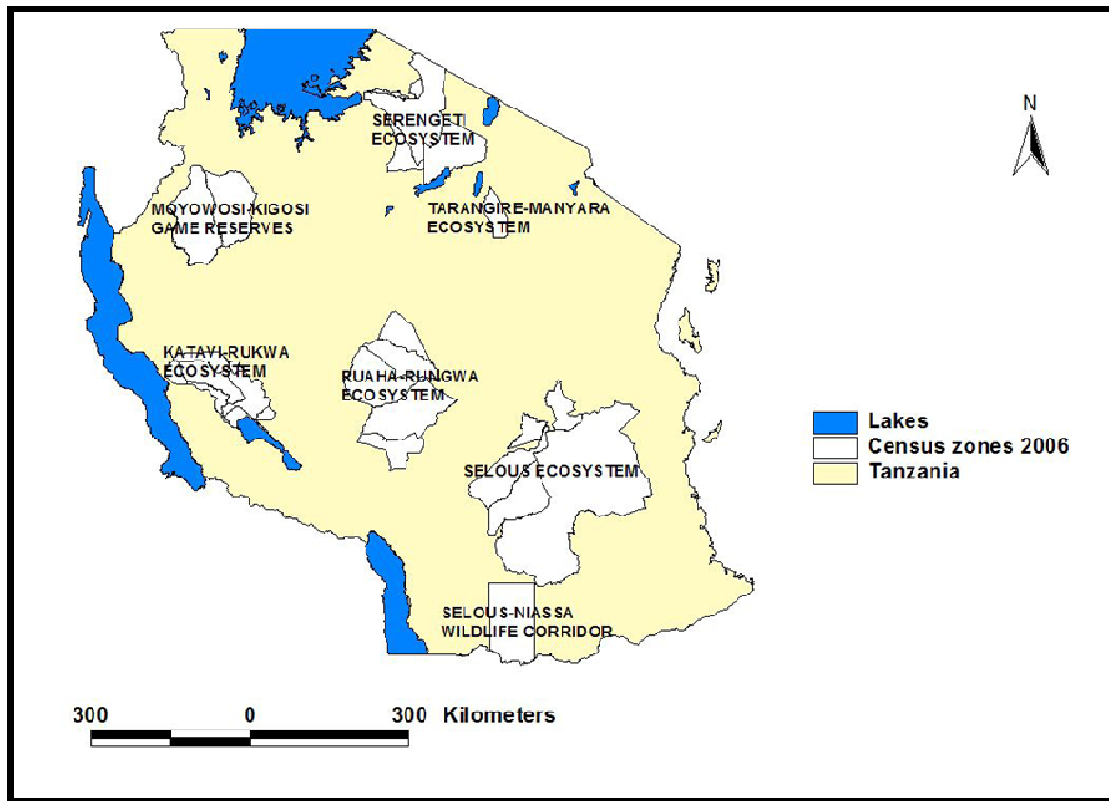 N
SERENGETI
ECOSYSTEM
MOYOWOSI-KIGOSI
GAME RESERVES
TARANGIRE-MANYARA
ECOSYSTEM
KATAVI-RUKWA
ECOSYSTEM
RUAHA-RUNGWA
ECOSYSTEM
SELOUS ECOSYSTEM
SELOUS-NIASSA
WILDLIFE CORRIDOR
Lakes
Census zones 2006
Tanzania
300 0 300 Kilometers